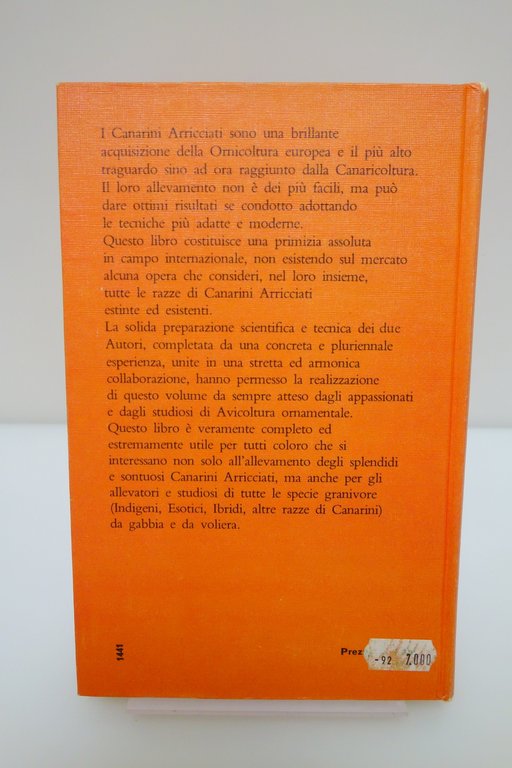 I Canarini Arricciati sono una brillante
acquisizione della Ornicoltura europea e il più alto
traguardo sino ad ora raggiunto dalla Canaricoltura.
Il loro allevamento non è dei più facili, ma può
dare ottimi risultati se condotto adottando
le tecniche più adatte e moderne.
Questo libro costituisce una primizia assoluta
in campo internazionale, non esistendo sul mercato
alcuna opera che consideri, nel loro insieme,
tutte le razze di Canarini Arricciati
estinte ed esistenti.
La solida preparazione scientifica e tecnica dei due
Autori, completata da una concreta e pluriennale
esperienza, unite in una stretta ed armonica
collaborazione, hanno permesso la realizzazione
di questo volume da sempre atteso dagli appassionati
e dagli studiosi di Avicoltura ornamentale.
Questo libro è veramente completo ed
estremamente utile per tutti coloro che si
interessano non solo all'allevamento degli splendidi
e sontuosi Canarini Arricciati, ma anche per gli
allevatori e studiosi di tutte le specie granivore
(Indigeni, Esotici, Ibridi, altre razze di Canarini)
da gabbia e da voliera.
1441
Prez
-92 7.000